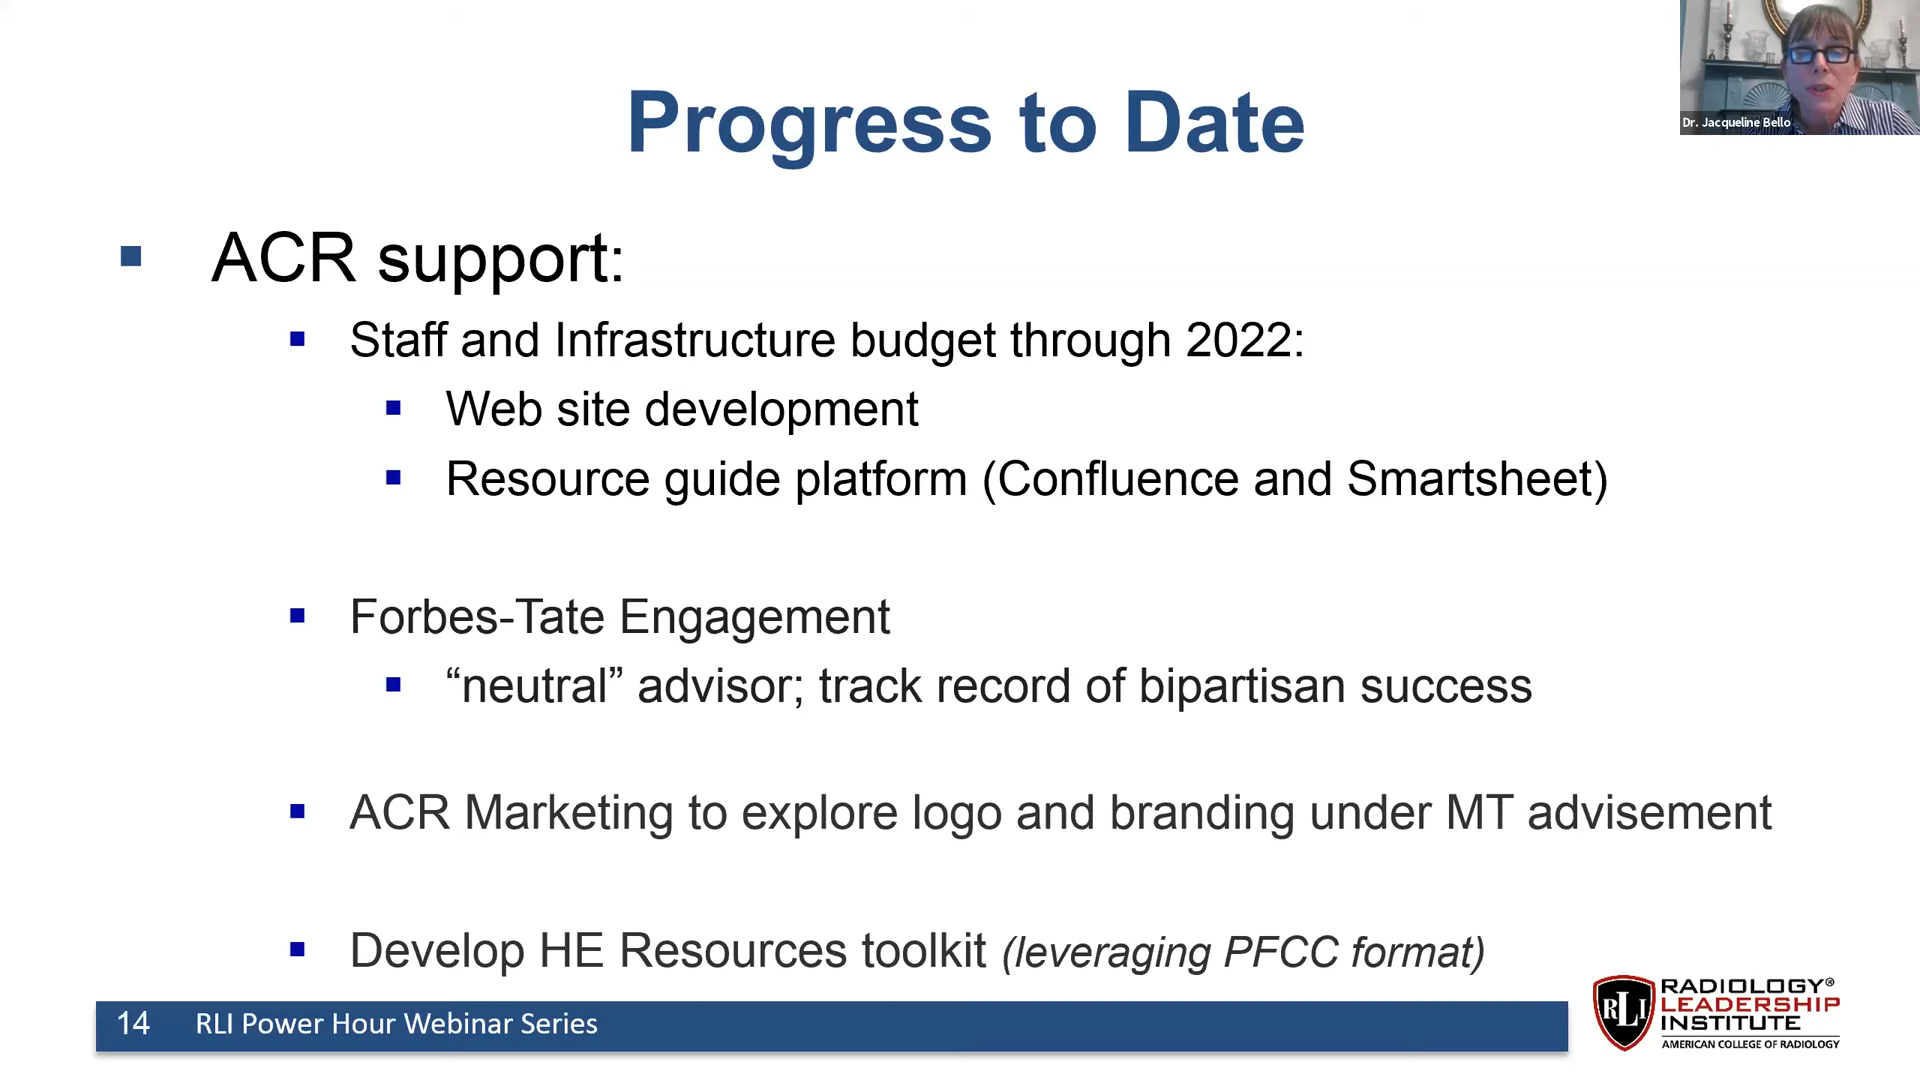 Dr. Jacqueline Bello
Progress to Date
ACR support:
Staff and Infrastructure budget through 2022:
Web site development
Resource guide platform (Confluence and Smartsheet)
Forbes-Tate Engagement
“neutral” advisor; track record of bipartisan success
ACR Marketing to explore logo and branding under MT advisement
Develop HE Resources toolkit (leveraging PFCC format)
14 RLI Power Hour Webinar Series
RLI
RADIOLOGY®
LEADERSHIP
INSTITUTE
AMERICAN COLLEGE OF RADIOLOGY